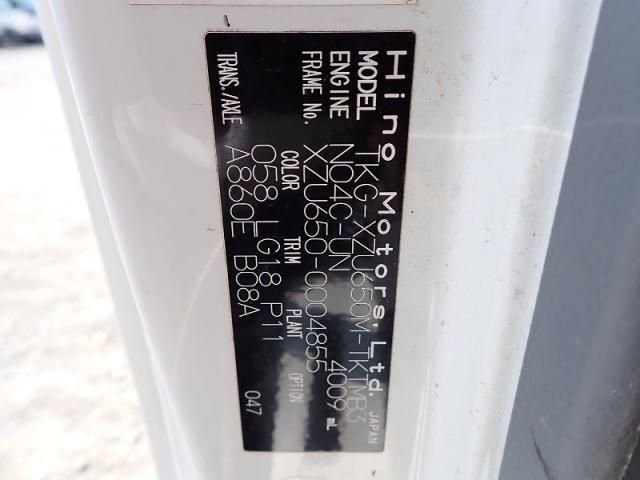 Hino Motors, Ltd. JAPAN
MODEL TKG-XZU650M-TKTMB3
ENGINE N04C-UN 4009 mL
FRAME No. XZU650-0004855
COLOR TRIM PLANT OPTION
058 LG18 P11
TRANS./AXLE A860E B08A
047